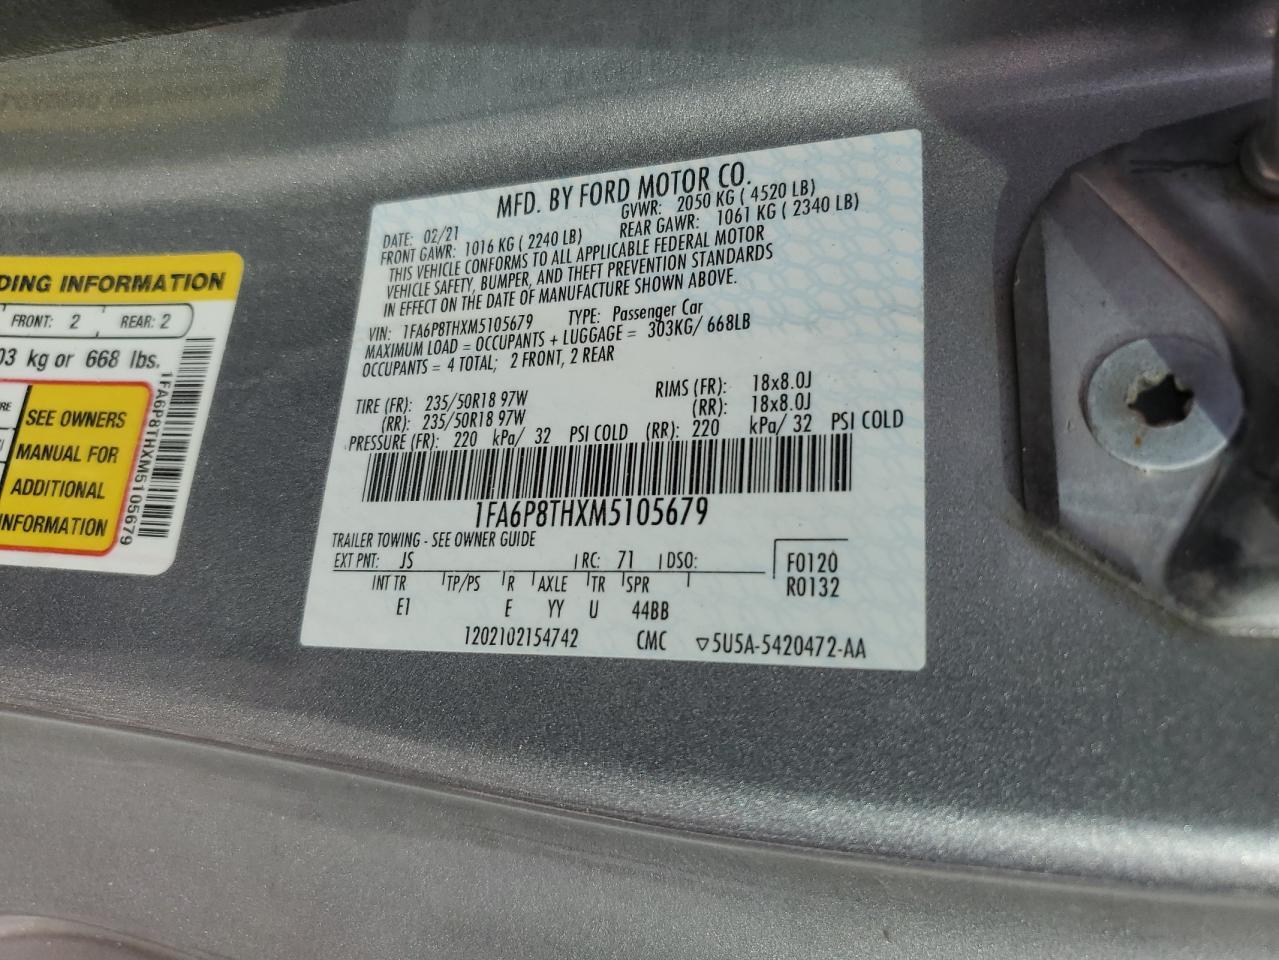 MFD. BY FORD MOTOR CO.
DATE: 02/21 GVWR: 2050 KG ( 4520 LB)
FRONT GAWR: 1016 KG ( 2240 LB) REAR GAWR: 1061 KG ( 2340 LB)
THIS VEHICLE CONFORMS TO ALL APPLICABLE FEDERAL MOTOR
VEHICLE SAFETY, BUMPER, AND THEFT PREVENTION STANDARDS
IN EFFECT ON THE DATE OF MANUFACTURE SHOWN ABOVE.
VIN: 1FA6P8THXM5105679 TYPE: Passenger Car
MAXIMUM LOAD = OCCUPANTS + LUGGAGE = 303KG/ 668LB
OCCUPANTS = 4 TOTAL; 2 FRONT, 2 REAR
TIRE (FR): 235/50R18 97W RIMS (FR): 18x8.0J
(RR): 235/50R18 97W (RR): 18x8.0J
PRESSURE (FR): 220 kPa/ 32 PSI COLD (RR): 220 kPa/ 32 PSI COLD
1FA6P8THXM5105679
TRAILER TOWING - SEE OWNER GUIDE
EXT PNT: JS RC: 71 DSO: F0120
INT TR TP/PS R AXLE TR SPR R0132
E1 E YY U 44BB
1202102154742 CMC ▽5U5A-5420472-AA
DING INFORMATION
FRONT: 2 REAR: 2
03 kg or 668 lbs.
SEE OWNERS
MANUAL FOR
ADDITIONAL
INFORMATION
1FA6P8THXM5105679